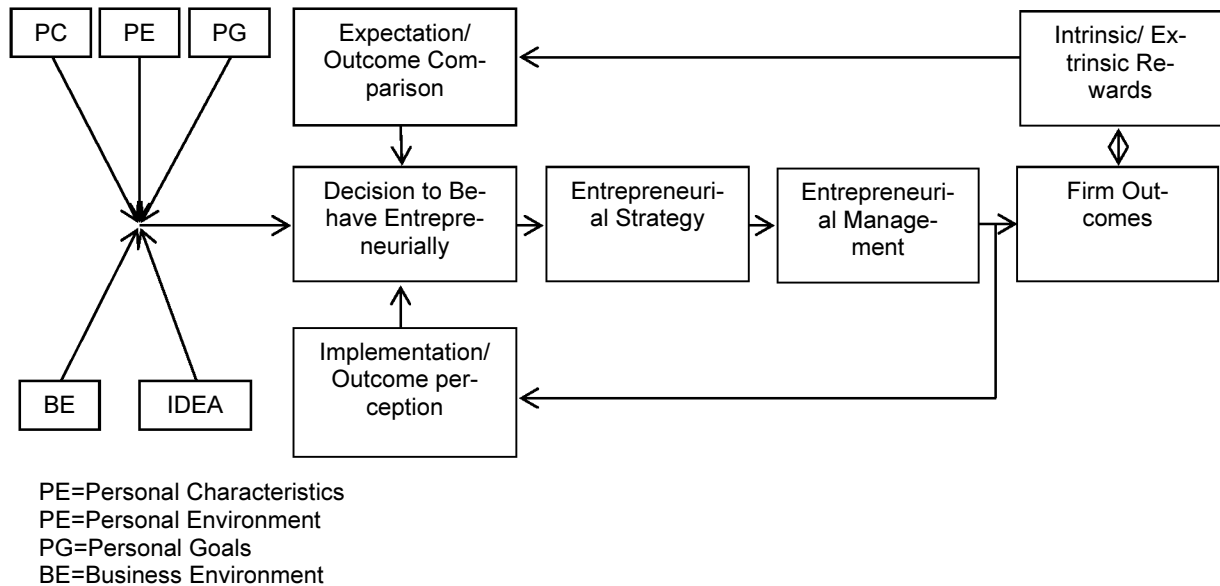 PC
PE
PG
Expectation/
Outcome Com-
parison
Intrinsic/ Ex-
trinsic Re-
wards
Decision to Be-
have Entrepre-
neurially
Entrepreneuri-
al Strategy
Entrepreneuri-
al Manage-
ment
Firm Out-
comes
Implementation/
Outcome per-
ception
BE
IDEA
PE=Personal Characteristics
PE=Personal Environment
PG=Personal Goals
BE=Business Environment